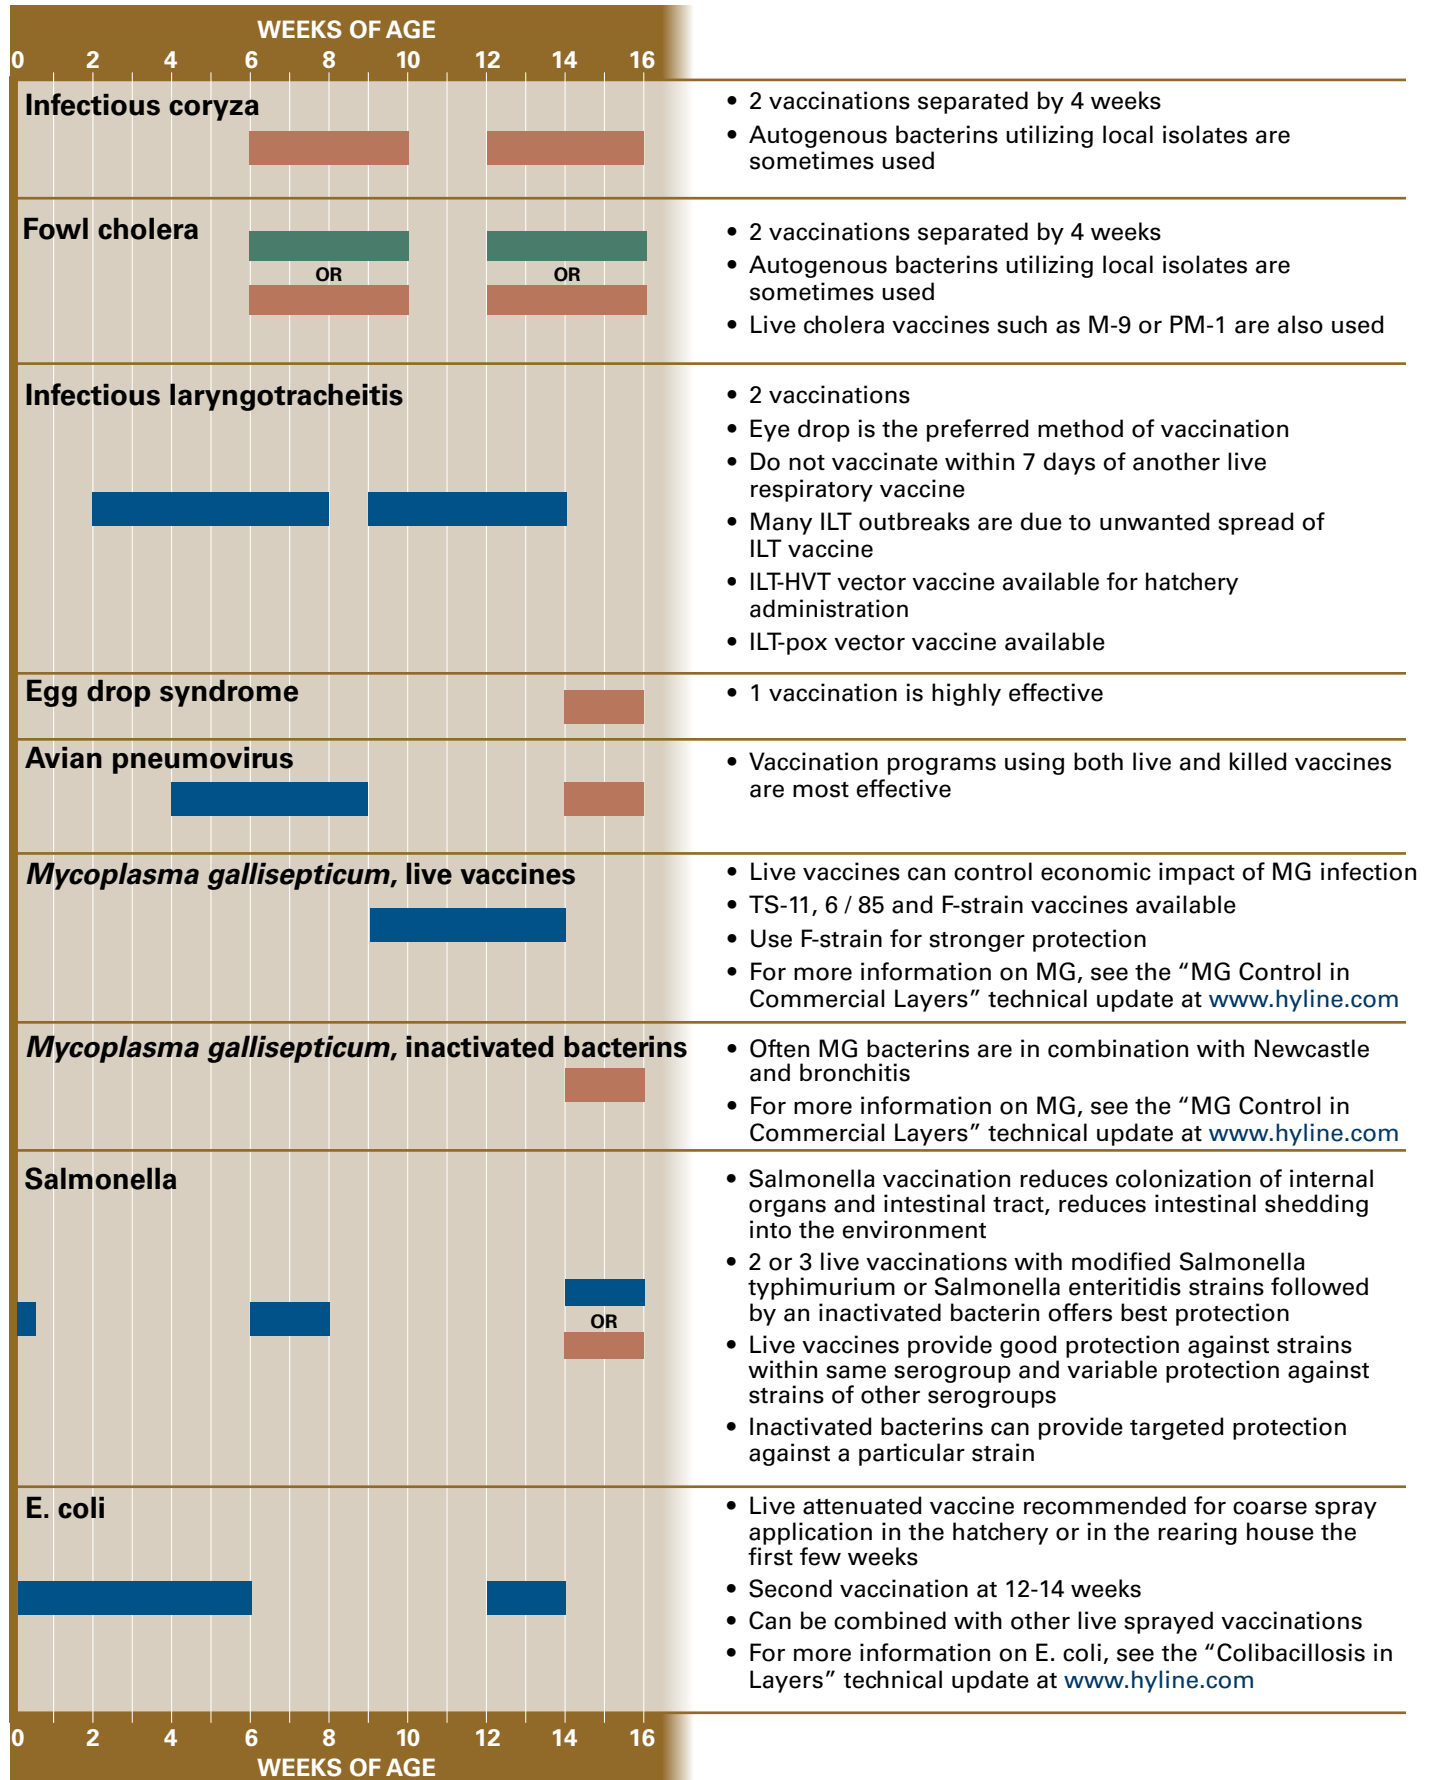 WEEKS OF AGE
0 2 4 6 8 10 12 14 16
Infectious coryza
• 2 vaccinations separated by 4 weeks
• Autogenous bacterins utilizing local isolates are
sometimes used
Fowl cholera
OR OR
• 2 vaccinations separated by 4 weeks
• Autogenous bacterins utilizing local isolates are
sometimes used
• Live cholera vaccines such as M-9 or PM-1 are also used
Infectious laryngotracheitis
• 2 vaccinations
• Eye drop is the preferred method of vaccination
• Do not vaccinate within 7 days of another live
respiratory vaccine
• Many ILT outbreaks are due to unwanted spread of
ILT vaccine
• ILT-HVT vector vaccine available for hatchery
administration
• ILT-pox vector vaccine available
Egg drop syndrome
• 1 vaccination is highly effective
Avian pneumovirus
• Vaccination programs using both live and killed vaccines
are most effective
Mycoplasma gallisepticum, live vaccines
• Live vaccines can control economic impact of MG infection
• TS-11, 6 / 85 and F-strain vaccines available
• Use F-strain for stronger protection
• For more information on MG, see the “MG Control in
Commercial Layers” technical update at www.hyline.com
Mycoplasma gallisepticum, inactivated bacterins
• Often MG bacterins are in combination with Newcastle
and bronchitis
• For more information on MG, see the “MG Control in
Commercial Layers” technical update at www.hyline.com
Salmonella
OR
• Salmonella vaccination reduces colonization of internal
organs and intestinal tract, reduces intestinal shedding
into the environment
• 2 or 3 live vaccinations with modified Salmonella
typhimurium or Salmonella enteritidis strains followed
by an inactivated bacterin offers best protection
• Live vaccines provide good protection against strains
within same serogroup and variable protection against
strains of other serogroups
• Inactivated bacterins can provide targeted protection
against a particular strain
E. coli
• Live attenuated vaccine recommended for coarse spray
application in the hatchery or in the rearing house the
first few weeks
• Second vaccination at 12-14 weeks
• Can be combined with other live sprayed vaccinations
• For more information on E. coli, see the “Colibacillosis in
Layers” technical update at www.hyline.com
0 2 4 6 8 10 12 14 16
WEEKS OF AGE